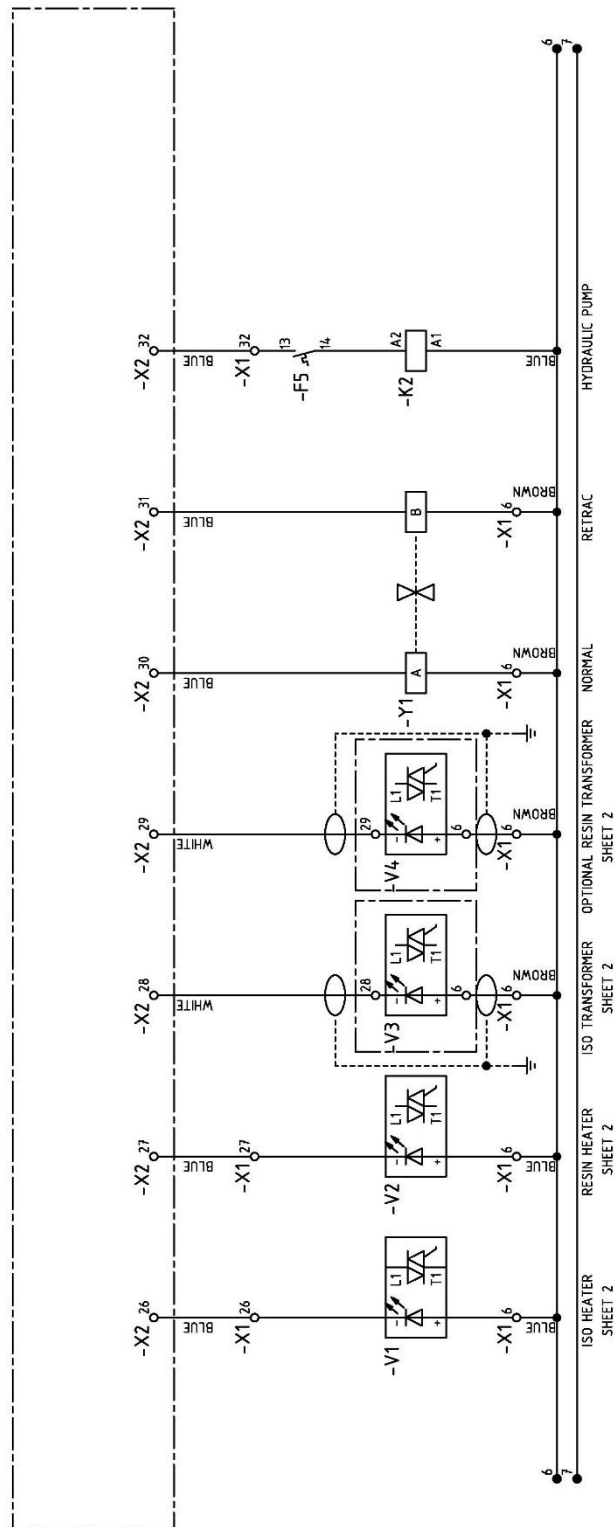 -X2 26
BLUE
-X1 26
-V1
L1
T1
-
+
-X1 6
BLUE
ISO HEATER
SHEET 2
-X2 27
BLUE
-X1 27
-V2
L1
T1
-
+
-X1 6
BLUE
RESIN HEATER
SHEET 2
-X2 28
WHITE
28
-V3
L1
T1
-
+
6
-X1 6
BROWN
ISO TRANSFORMER
SHEET 2
-X2 29
WHITE
29
-V4
L1
T1
-
+
6
-X1 6
BROWN
OPTIONAL RESIN TRANSFORMER
SHEET 2
-X2 30
BLUE
-Y1
A
-X1 6
BROWN
NORMAL
-X2 31
BLUE
B
-X1 6
BROWN
RETRAC
-X2 32
BLUE
-X1 32
13
-F5
14
A2
-K2
A1
BLUE
HYDRAULIC PUMP
6
7
6
7